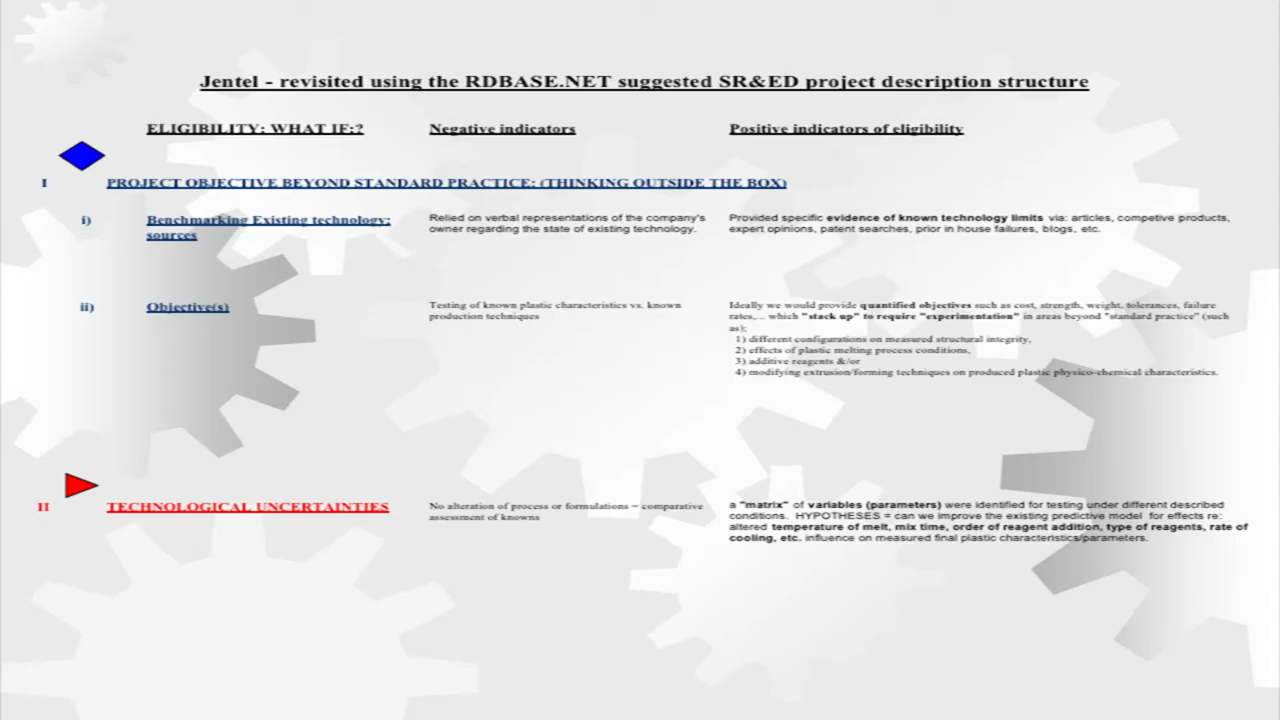 Jentel - revisited using the RDBASE.NET suggested SR&ED project description structure
ELIGIBILITY: WHAT IF:?
Negative indicators
Positive indicators of eligibility
I
PROJECT OBJECTIVE BEYOND STANDARD PRACTICE: (THINKING OUTSIDE THE BOX)
i)
Benchmarking Existing technology:
sources
Relied on verbal representations of the company's
owner regarding the state of existing technology.
Provided specific evidence of known technology limits via: articles, competive products,
expert opinions, patent searches, prior in house failures, blogs, etc.
ii)
Objective(s)
Testing of known plastic characteristics vs. known
production techniques
Ideally we would provide quantified objectives such as cost, strength, weight, tolerances, failure
rates,... which "stack up" to require "experimentation" in areas beyond "standard practice" (such
as);
1) different configurations on measured structural integrity,
2) effects of plastic melting process conditions,
3) additive reagents &/or
4) modifying extrusion/forming techniques on produced plastic physico-chemical characteristics.
II
TECHNOLOGICAL UNCERTAINTIES
No alteration of process or formulations = comparative
assessment of knowns
a "matrix" of variables (parameters) were identified for testing under different described
conditions. HYPOTHESES = can we improve the existing predictive model for effects re:
altered temperature of melt, mix time, order of reagent addition, type of reagents, rate of
cooling, etc. influence on measured final plastic characteristics/parameters.